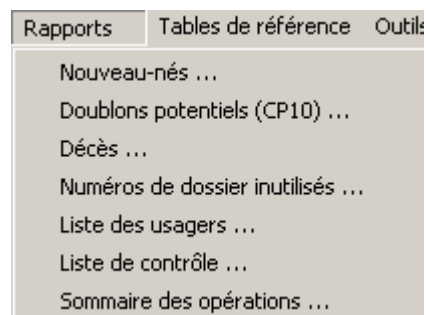 Rapports Tables de référence Outils
Nouveau-nés ...
Doublons potentiels (CP10) ...
Décès ...
Numéros de dossier inutilisés ...
Liste des usagers ...
Liste de contrôle ...
Sommaire des opérations ...